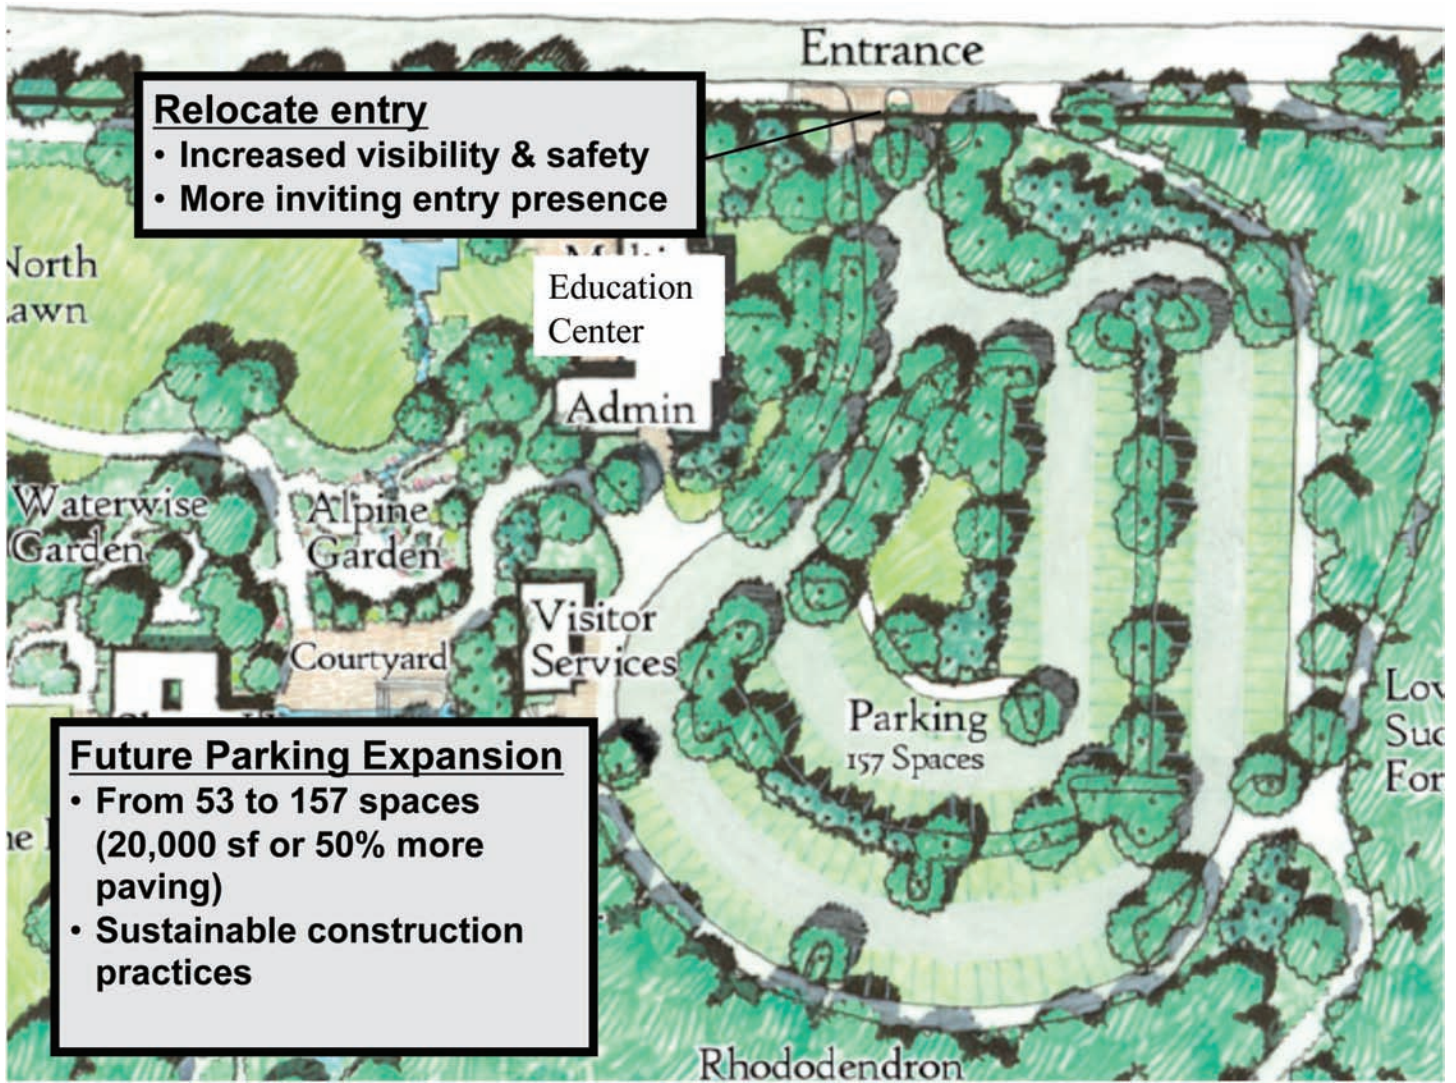 Entrance
Relocate entry
• Increased visibility & safety
• More inviting entry presence
North
Education
Center
Admin
Waterwise
Garden
Alpine
Garden
Visitor
Services
Courtyard
Parking
157 Spaces
Future Parking Expansion
• From 53 to 157 spaces
(20,000 sf or 50% more
paving)
• Sustainable construction
practices
Rhododendron